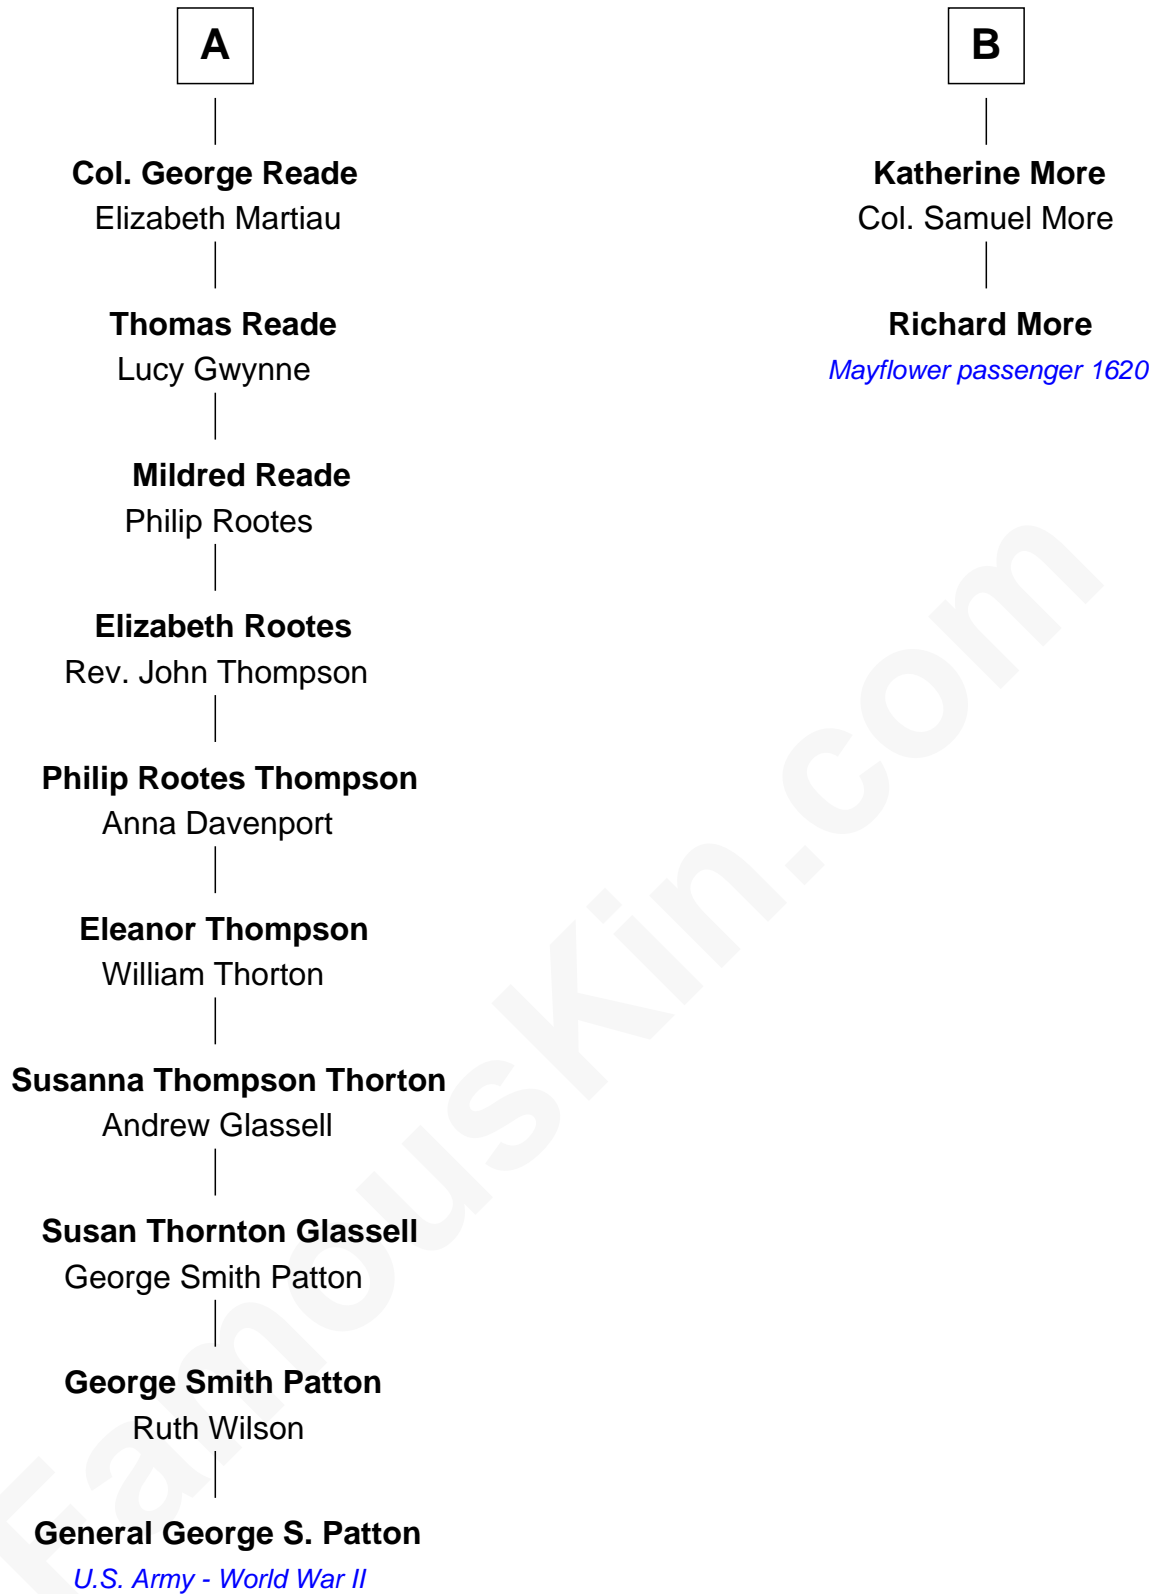 A
Col. George Reade
Elizabeth Martiau
Thomas Reade
Lucy Gwynne
Mildred Reade
Philip Rootes
Elizabeth Rootes
Rev. John Thompson
Philip Rootes Thompson
Anna Davenport
Eleanor Thompson
William Thorton
Susanna Thompson Thorton
Andrew Glassell
Susan Thornton Glassell
George Smith Patton
George Smith Patton
Ruth Wilson
General George S. Patton
U.S. Army - World War II
B
Katherine More
Col. Samuel More
Richard More
Mayflower passenger 1620
FamousKin.com